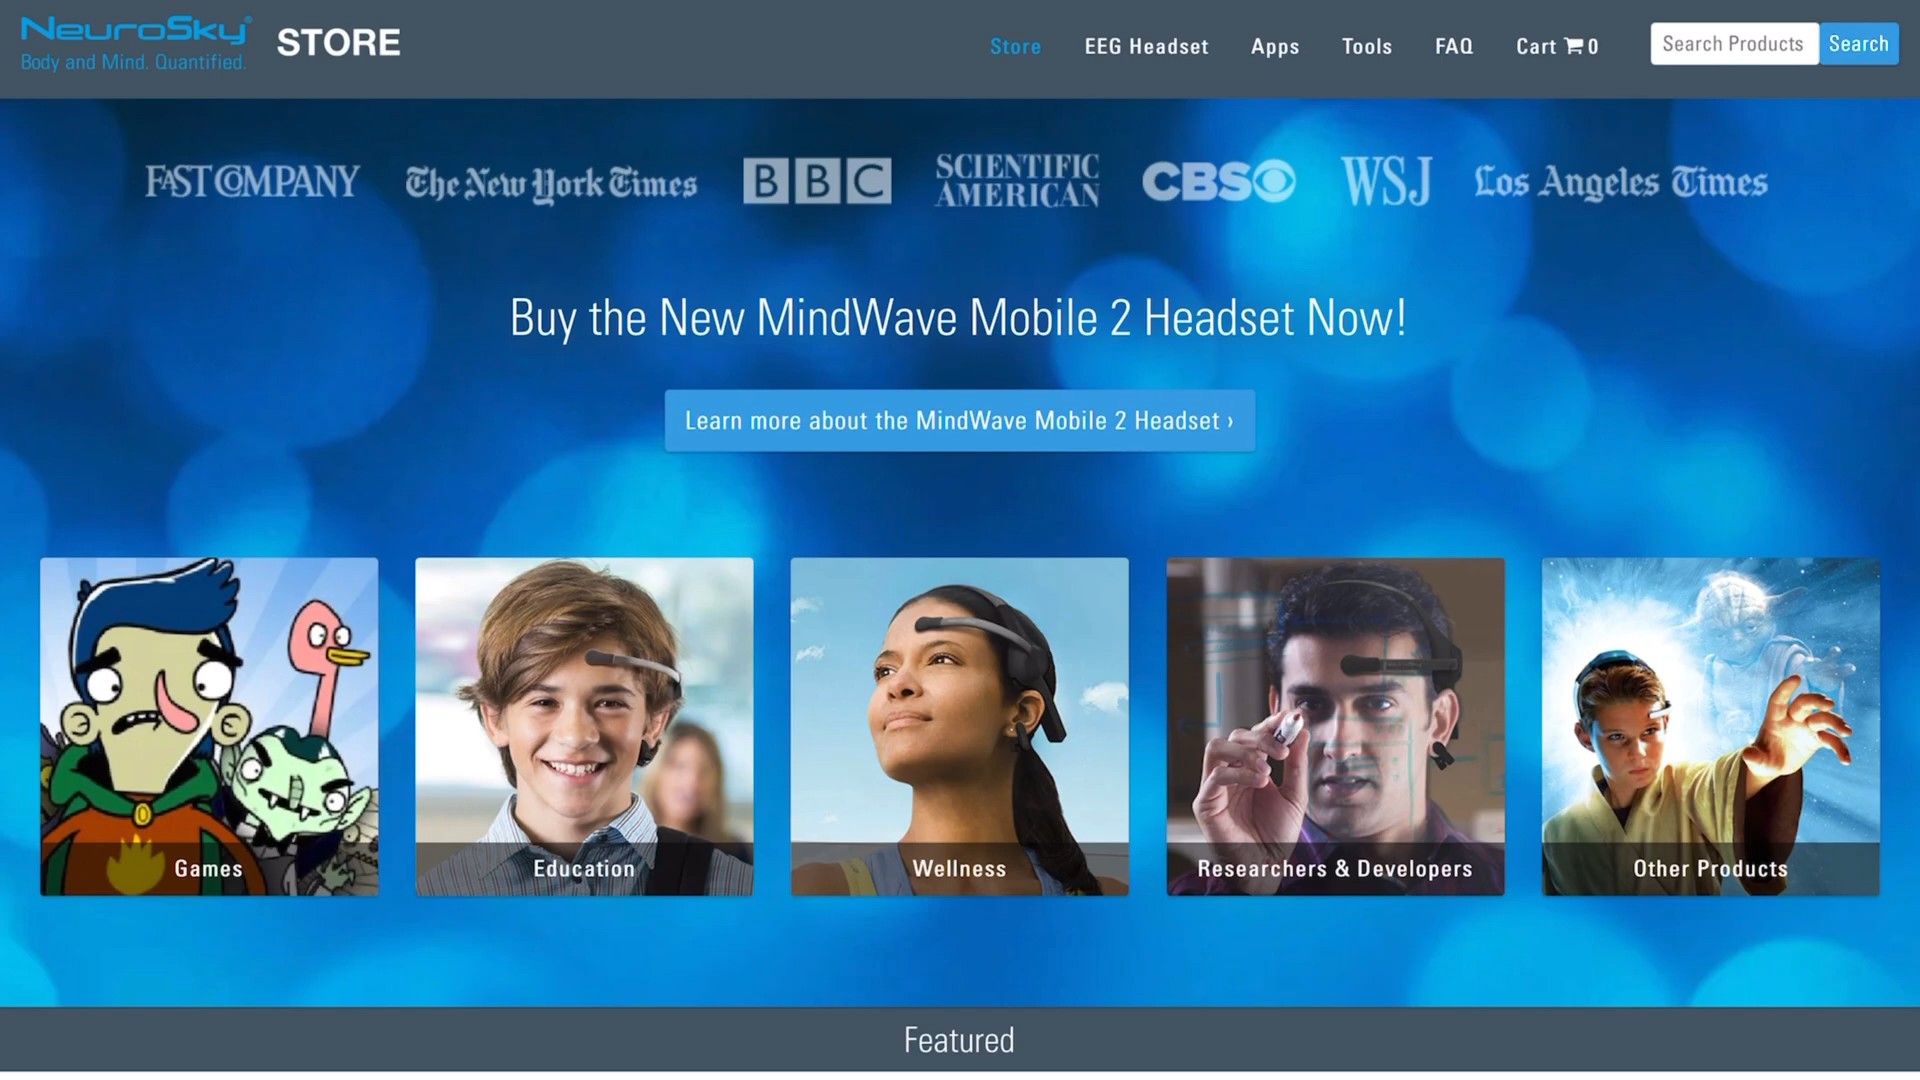 NeuroSky®
Body and Mind. Quantified.
STORE
Store
EEG Headset
Apps
Tools
FAQ
Cart 0
Search Products
Search
FAST COMPANY
The New York Times
BBC
SCIENTIFIC
AMERICAN
CBS
WSJ
Los Angeles Times
Buy the New MindWave Mobile 2 Headset Now!
Learn more about the MindWave Mobile 2 Headset ›
Games
Education
Wellness
Researchers & Developers
Other Products
Featured